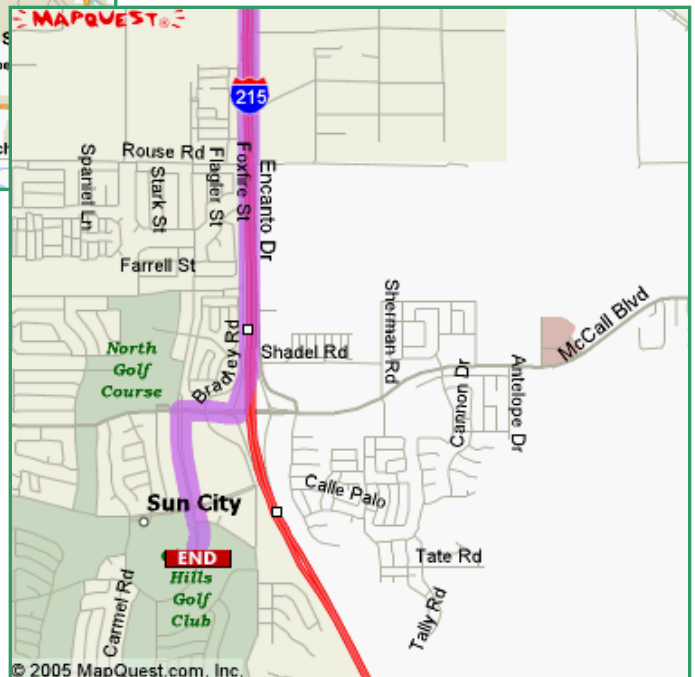 MAPQUEST®
215
Rouse Rd
Spaniel Ln
Stark St
Flagler St
Foxfire St
Encanto Dr
Farrell St
Sherman Rd
McCall Blvd
North
Golf
Course
Bradley Rd
Shadel Rd
Cannon Dr
Antelope Dr
Calle Palo
Sun City
END
Hills
Golf
Club
Tate Rd
Carmel Rd
Tally Rd
© 2005 MapQuest.com, Inc.